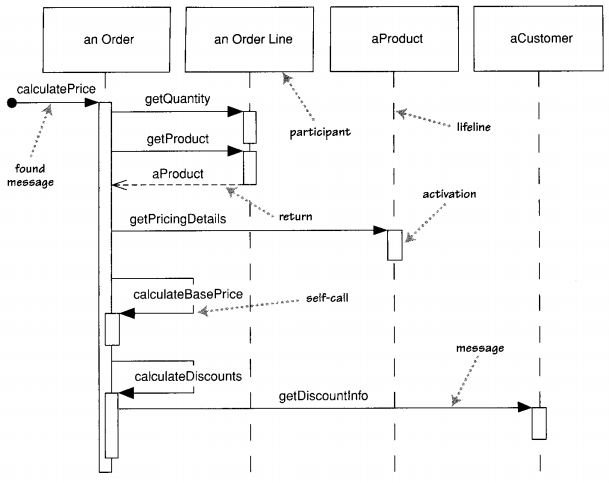 an Order
an Order Line
aProduct
aCustomer
calculatePrice
getQuantity
participant
lifeline
getProduct
found
message
aProduct
return
activation
getPricingDetails
calculateBasePrice
self-call
message
calculateDiscounts
getDiscountInfo